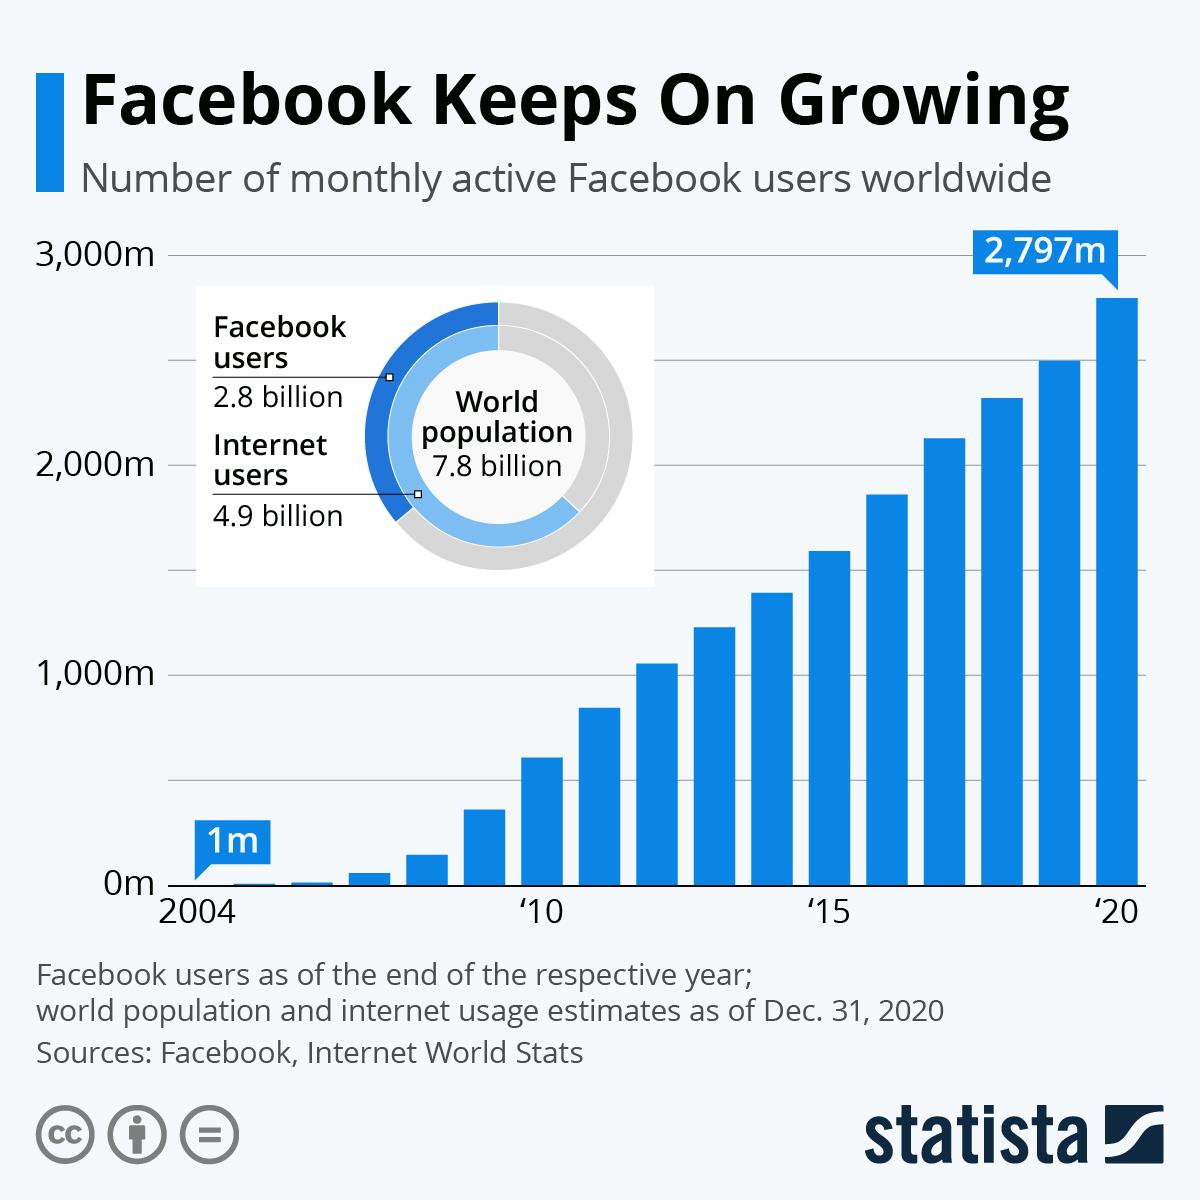 Facebook Keeps On Growing
Number of monthly active Facebook users worldwide
3,000m
2,797m
Facebook
users
2.8 billion
Internet
users
4.9 billion
World
population
7.8 billion
2,000m
1,000m
1m
0m
2004
‘10
‘15
‘20
Facebook users as of the end of the respective year;
world population and internet usage estimates as of Dec. 31, 2020
Sources: Facebook, Internet World Stats
cc
statista